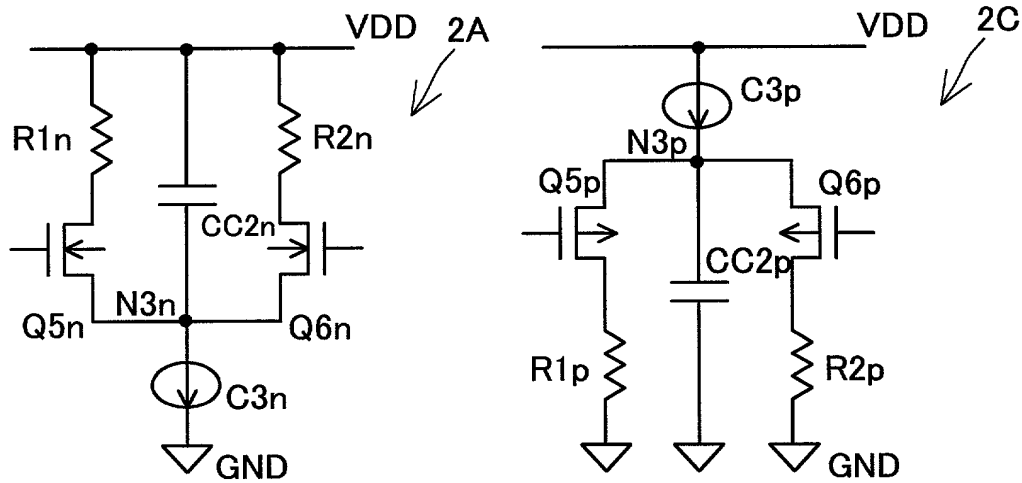 VDD
2A
R1n
R2n
CC2n
N3n
Q5n
Q6n
C3n
GND
VDD
2C
C3p
N3p
Q5p
Q6p
CC2p
R1p
R2p
GND